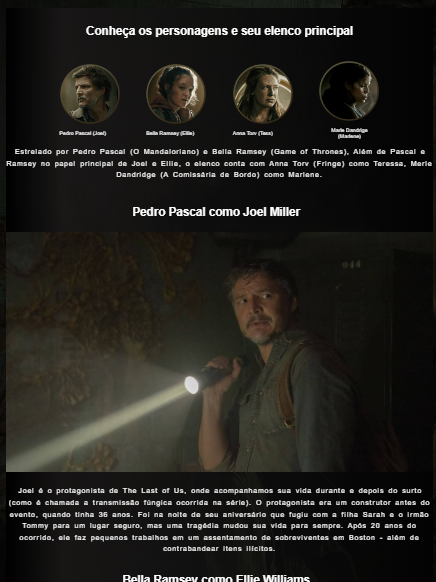 Conheça os personagens e seu elenco principal
Pedro Pascal (Joel)
Bella Ramsey (Ellie)
Anna Torv (Tess)
Merle Dandrige
(Marlene)
Estrelado por Pedro Pascal (O Mandaloriano) e Bella Ramsey (Game of Thrones), Além de Pascal e
Ramsey no papel principal de Joel e Ellie, o elenco conta com Anna Torv (Fringe) como Teressa, Merle
Dandridge (A Comissária de Bordo) como Marlene.
Pedro Pascal como Joel Miller
Joel é o protagonista de The Last of Us, onde acompanhamos sua vida durante e depois do surto
(como é chamada a transmissão fúngica ocorrida na série). O protagonista era um construtor antes do
evento, quando tinha 36 anos. Foi na noite de seu aniversário que fugiu com a filha Sarah e o irmão
Tommy para um lugar seguro, mas uma tragédia mudou sua vida para sempre. Após 20 anos do
ocorrido, ele faz pequenos trabalhos em um assentamento de sobreviventes em Boston - além de
contrabandear itens ilícitos.
Bella Ramsey como Ellie Williams